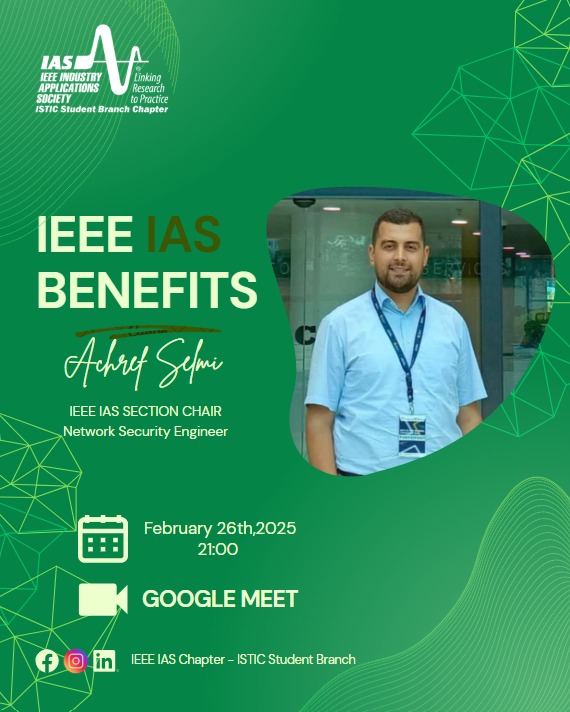 IAS
IEEE INDUSTRY
APPLICATIONS
SOCIETY
Linking
Research
to Practice
ISTIC Student Branch Chapter
IEEE IAS
BENEFITS
Achref Selmi
IEEE IAS SECTION CHAIR
Network Security Engineer
February 26th,2025
21:00
GOOGLE MEET
IEEE IAS Chapter - ISTIC Student Branch